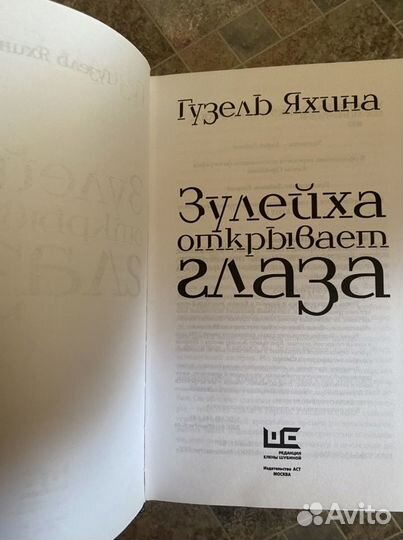 Гузель Яхина
Зулейха
открывает
глаза
РЕДАКЦИЯ
ЕЛЕНЫ ШУБИНОЙ
Издательство АСТ
МОСКВА
Avito